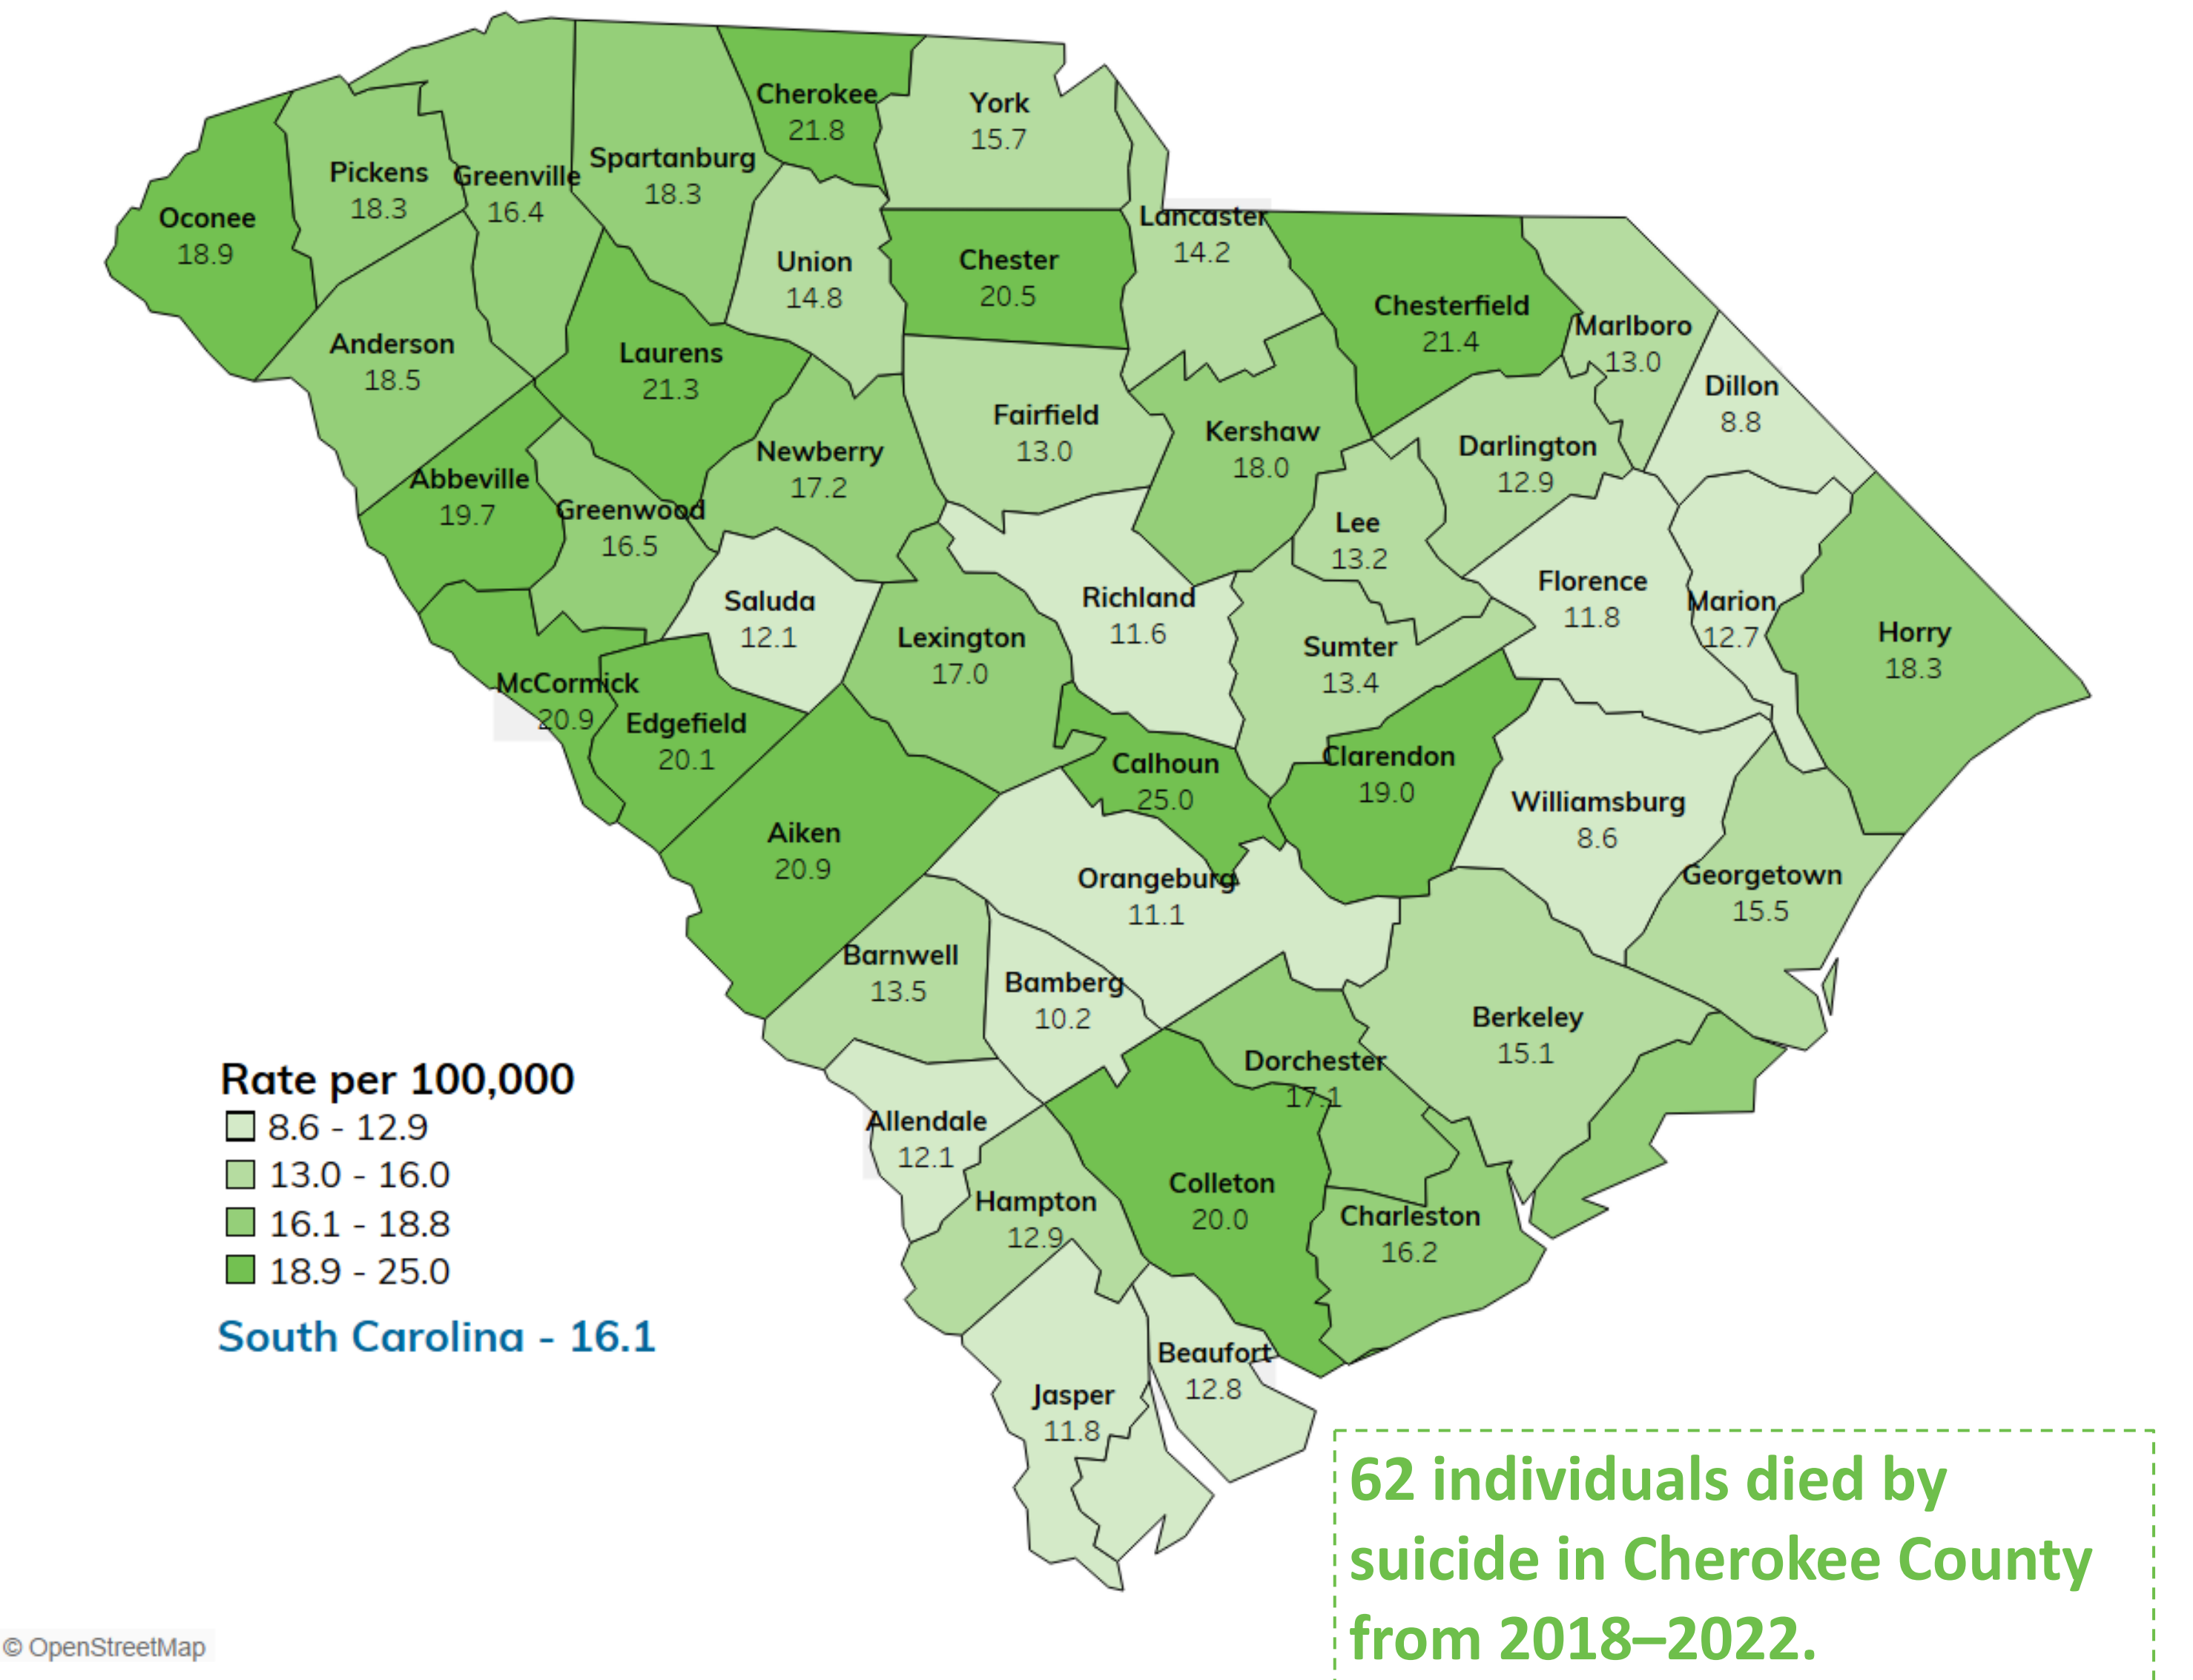 Cherokee
21.8
York
15.7
Pickens
18.3
Greenville
16.4
Spartanburg
18.3
Oconee
18.9
Union
14.8
Chester
20.5
Lancaster
14.2
Chesterfield
21.4
Marlboro
13.0
Dillon
8.8
Anderson
18.5
Laurens
21.3
Newberry
17.2
Fairfield
13.0
Kershaw
18.0
Darlington
12.9
Abbeville
19.7
Greenwood
16.5
Lee
13.2
Saluda
12.1
Richland
11.6
Florence
11.8
Marion
12.7
Horry
18.3
Lexington
17.0
Sumter
13.4
McCormick
20.9
Edgefield
20.1
Calhoun
25.0
Clarendon
19.0
Williamsburg
8.6
Aiken
20.9
Orangeburg
11.1
Georgetown
15.5
Barnwell
13.5
Bamberg
10.2
Berkeley
15.1
Dorchester
17.1
Allendale
12.1
Hampton
12.9
Colleton
20.0
Charleston
16.2
Beaufort
12.8
Jasper
11.8
Rate per 100,000
8.6 - 12.9
13.0 - 16.0
16.1 - 18.8
18.9 - 25.0
South Carolina - 16.1
62 individuals died by
suicide in Cherokee County
from 2018–2022.
© OpenStreetMap